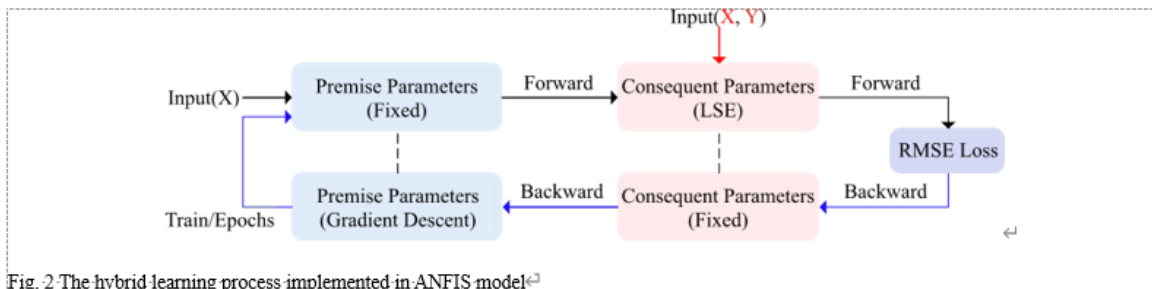 Input(X, Y)
Input(X)
Premise Parameters
(Fixed)
Forward
Consequent Parameters
(LSE)
Forward
RMSE Loss
Train/Epochs
Premise Parameters
(Gradient Descent)
Backward
Consequent Parameters
(Fixed)
Backward
Fig. 2 The hybrid learning process implemented in ANFIS model